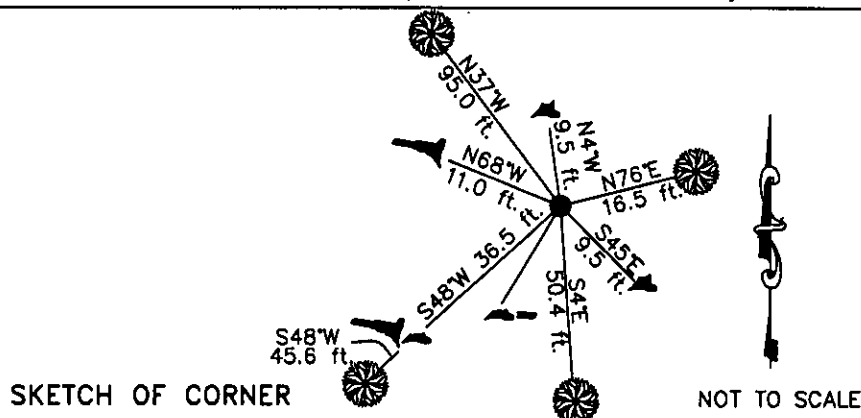 N37°W
95.0 ft.
N4°W
9.5 ft.
N68°W
11.0 ft.
N76°E
16.5 ft.
S48°W 36.5 ft.
S45°E
9.5 ft.
S4°E
50.4 ft.
S48°W
45.6 ft
SKETCH OF CORNER
NOT TO SCALE